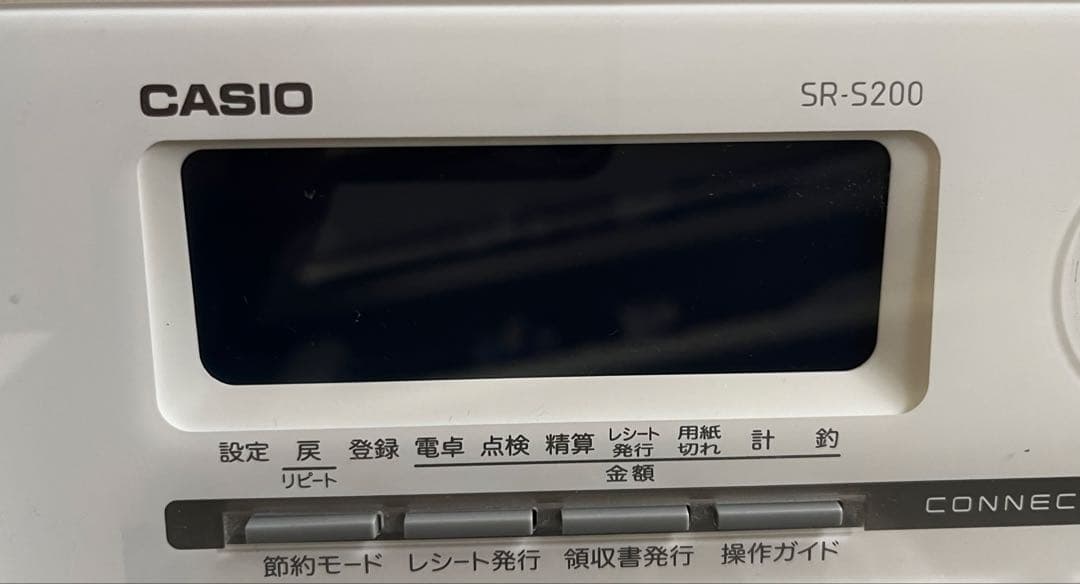 CASIO
SR-S200
設定 戻 登録 電卓 点検 精算 レシート発行 用紙切れ 計 釣
リピート 金額
CONNEC
節約モード レシート発行 領収書発行 操作ガイド